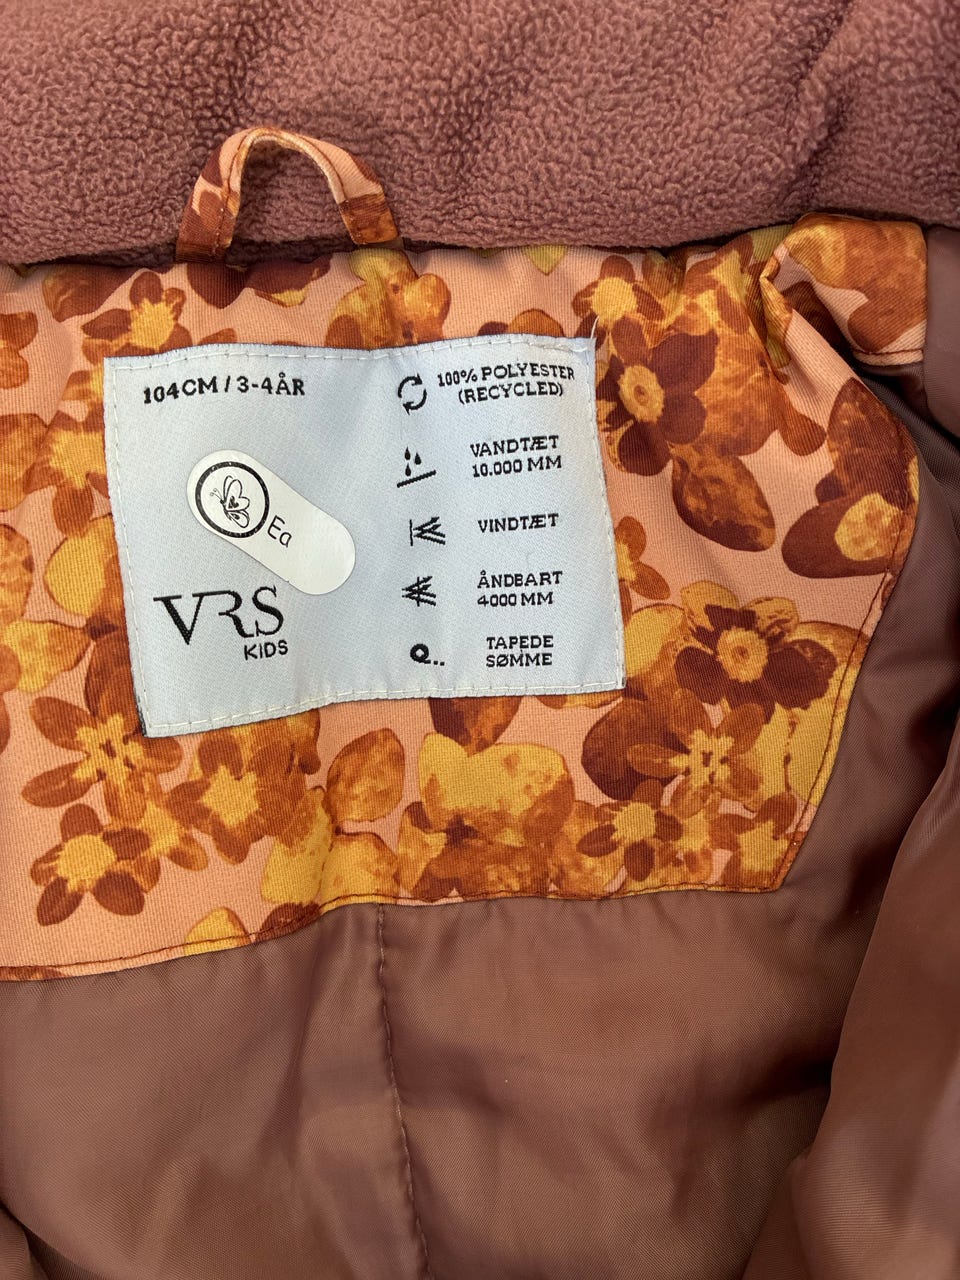 104CM / 3-4ÅR
Ea
VRS
KIDS
100% POLYESTER
(RECYCLED)
VANDTÆT
10.000 MM
VINDTÆT
ÅNDBART
4000 MM
TAPEDE
SØMME